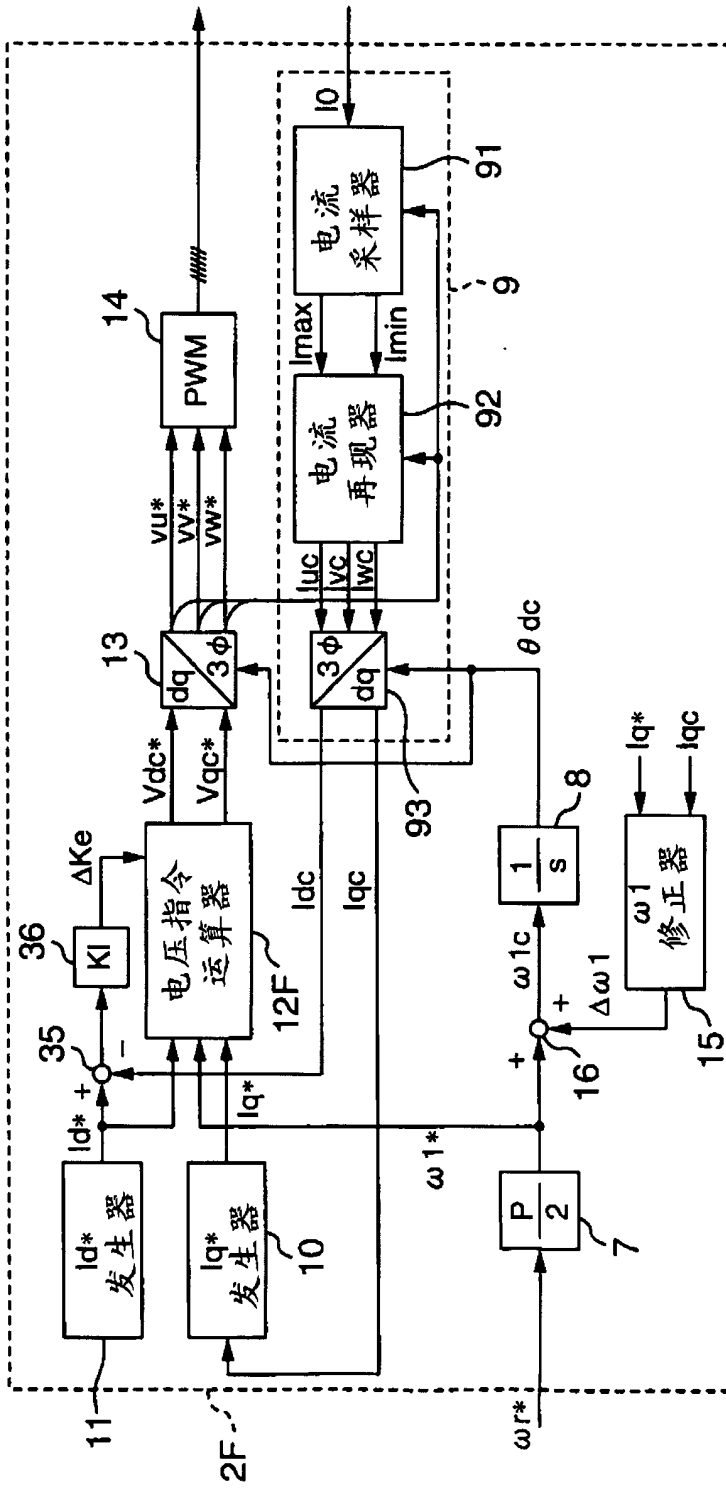 11
Id*
发生器
Id*
+
35
−
36
KI
ΔKe
电压指令
运算器
12F
Vdc*
Vqc*
13
dq
3φ
vu*
vv*
vw*
14
PWM
2F
Iq*
发生器
10
Iq*
Idc
Iqc
3φ
dq
93
Iuc
Ivc
Iwc
电流
再现器
92
Imax
Imin
电流
采样器
91
I0
9
ωr*
P
2
7
ω1*
+
16
+
Δω1
ω1c
1
s
8
θdc
ω1
修正器
15
Iq*
Iqc